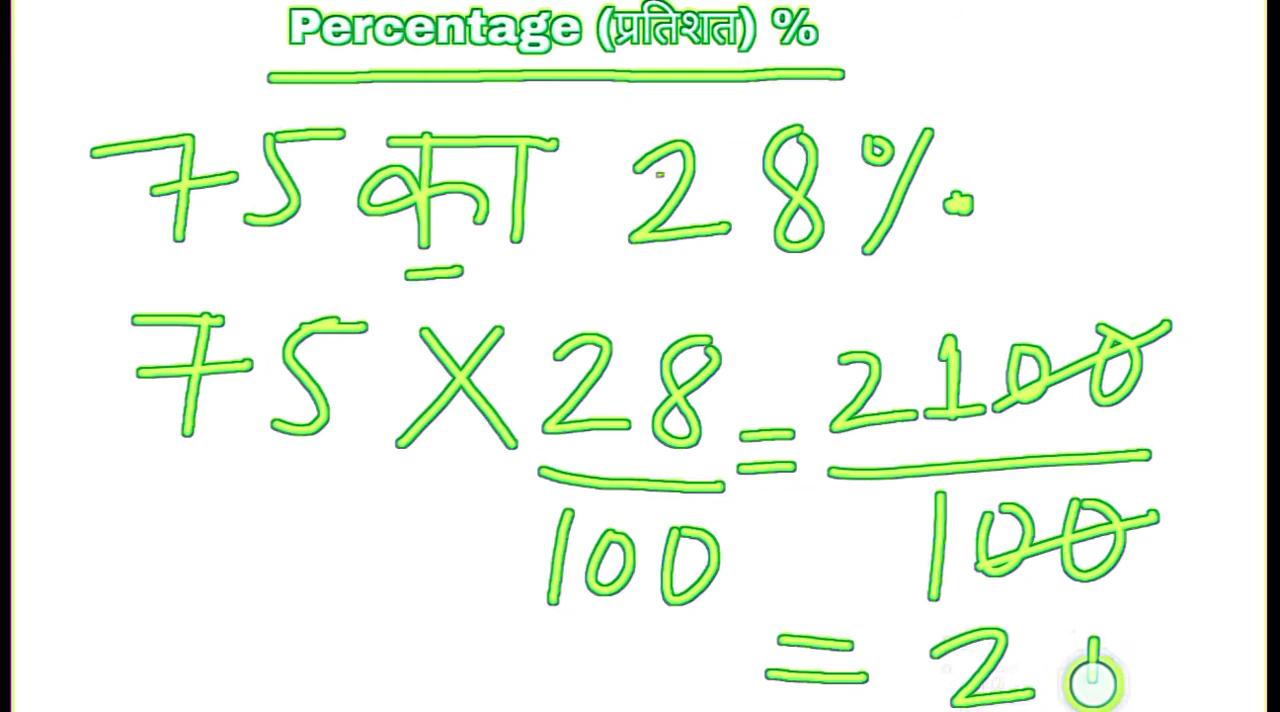 Percentage (प्रतिशत) %
75 का 28%.
75 X 28/100 = 2100/100
= 21